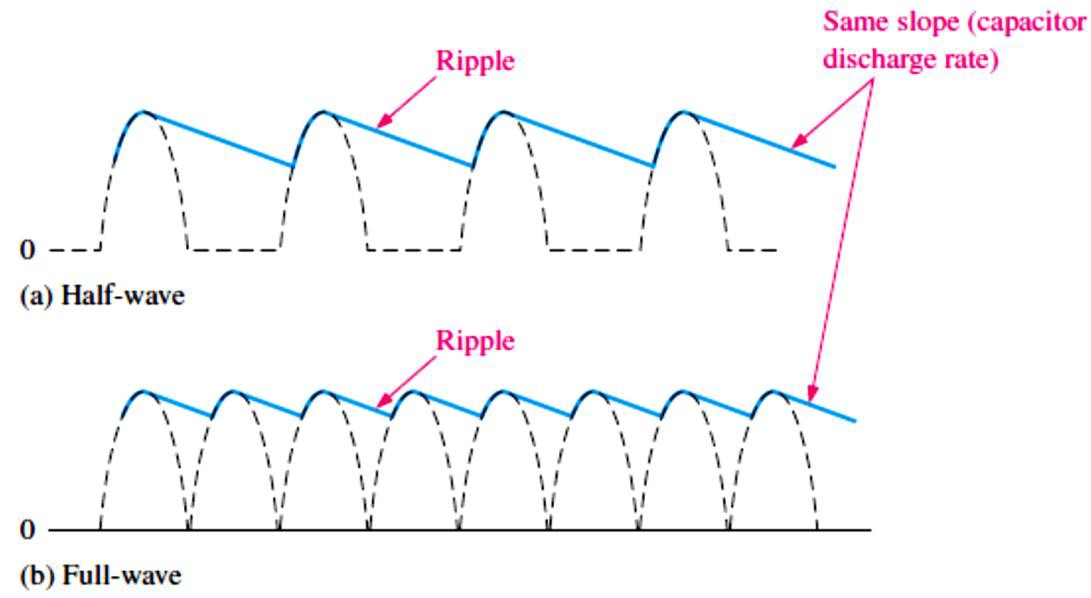 Same slope (capacitor
discharge rate)
Ripple
0
(a) Half-wave
Ripple
0
(b) Full-wave